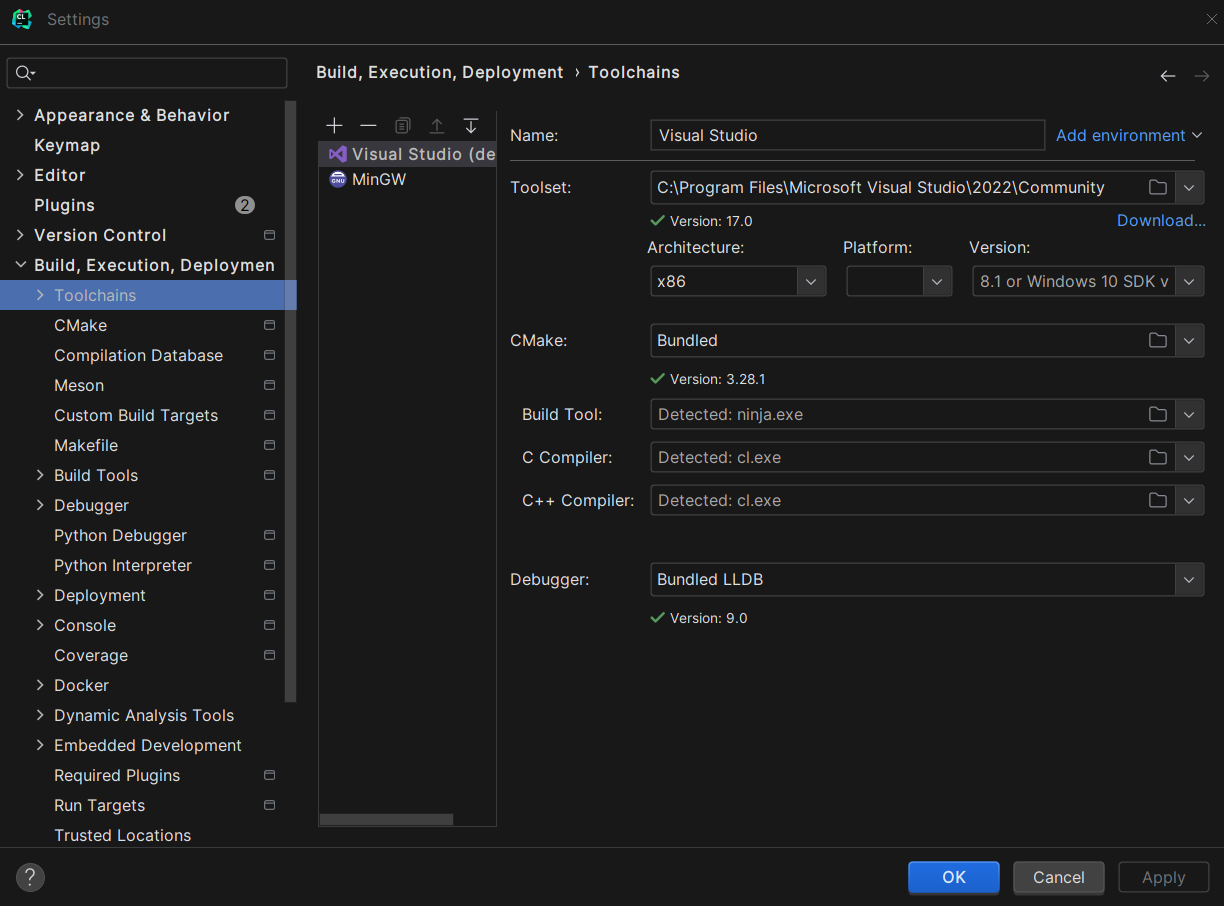 Settings
Build, Execution, Deployment › Toolchains
Appearance & Behavior
Keymap
Editor
Plugins 2
Version Control
Build, Execution, Deploymen
Toolchains
CMake
Compilation Database
Meson
Custom Build Targets
Makefile
Build Tools
Debugger
Python Debugger
Python Interpreter
Deployment
Console
Coverage
Docker
Dynamic Analysis Tools
Embedded Development
Required Plugins
Run Targets
Trusted Locations
Visual Studio (de
MinGW
Name: Visual Studio Add environment
Toolset: C:\Program Files\Microsoft Visual Studio\2022\Community
Version: 17.0 Download...
Architecture: Platform: Version:
x86 8.1 or Windows 10 SDK v
CMake: Bundled
Version: 3.28.1
Build Tool: Detected: ninja.exe
C Compiler: Detected: cl.exe
C++ Compiler: Detected: cl.exe
Debugger: Bundled LLDB
Version: 9.0
? OK Cancel Apply